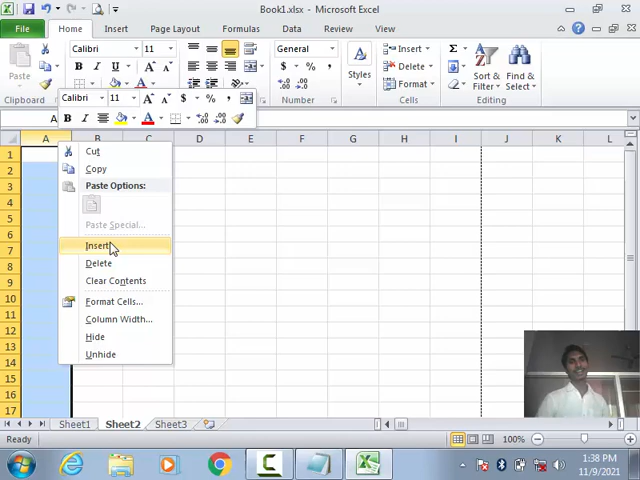 Book1.xlsx - Microsoft Excel
File Home Insert Page Layout Formulas Data Review View
Paste Calibri 11 General Insert Σ
B I U $ % , Styles Delete Sort & Filter Find & Select
Format
Clipboard Number Cells Editing
Calibri 11 $ % ,
B I A
A B C D E F G H I J K L
1
2
3
4
5
6
7
8
9
10
11
12
13
14
15
16
17
Cut
Copy
Paste Options:
Paste Special...
Insert
Delete
Clear Contents
Format Cells...
Column Width...
Hide
Unhide
Sheet1 Sheet2 Sheet3
Ready 100%
1:38 PM
11/9/2021